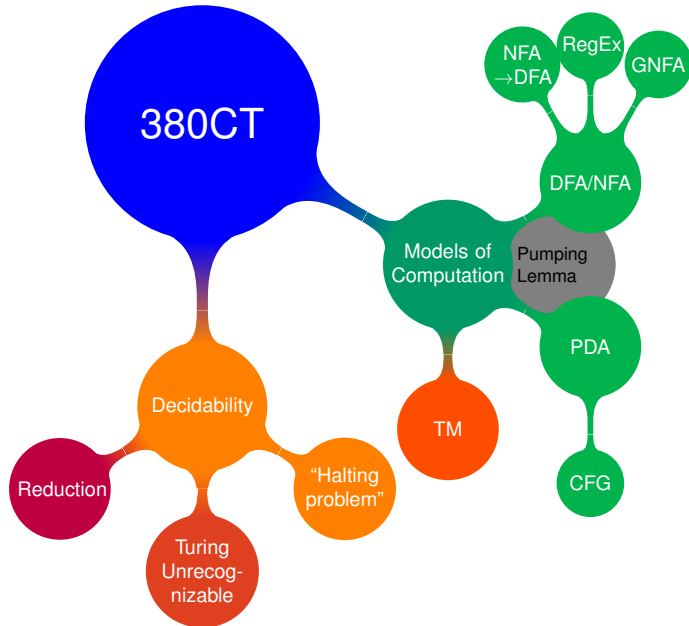 380CT
NFA
→DFA
RegEx
GNFA
DFA/NFA
Models of
Computation
Pumping
Lemma
PDA
CFG
TM
Decidability
Reduction
Turing
Unrecog-
nizable
“Halting
problem”